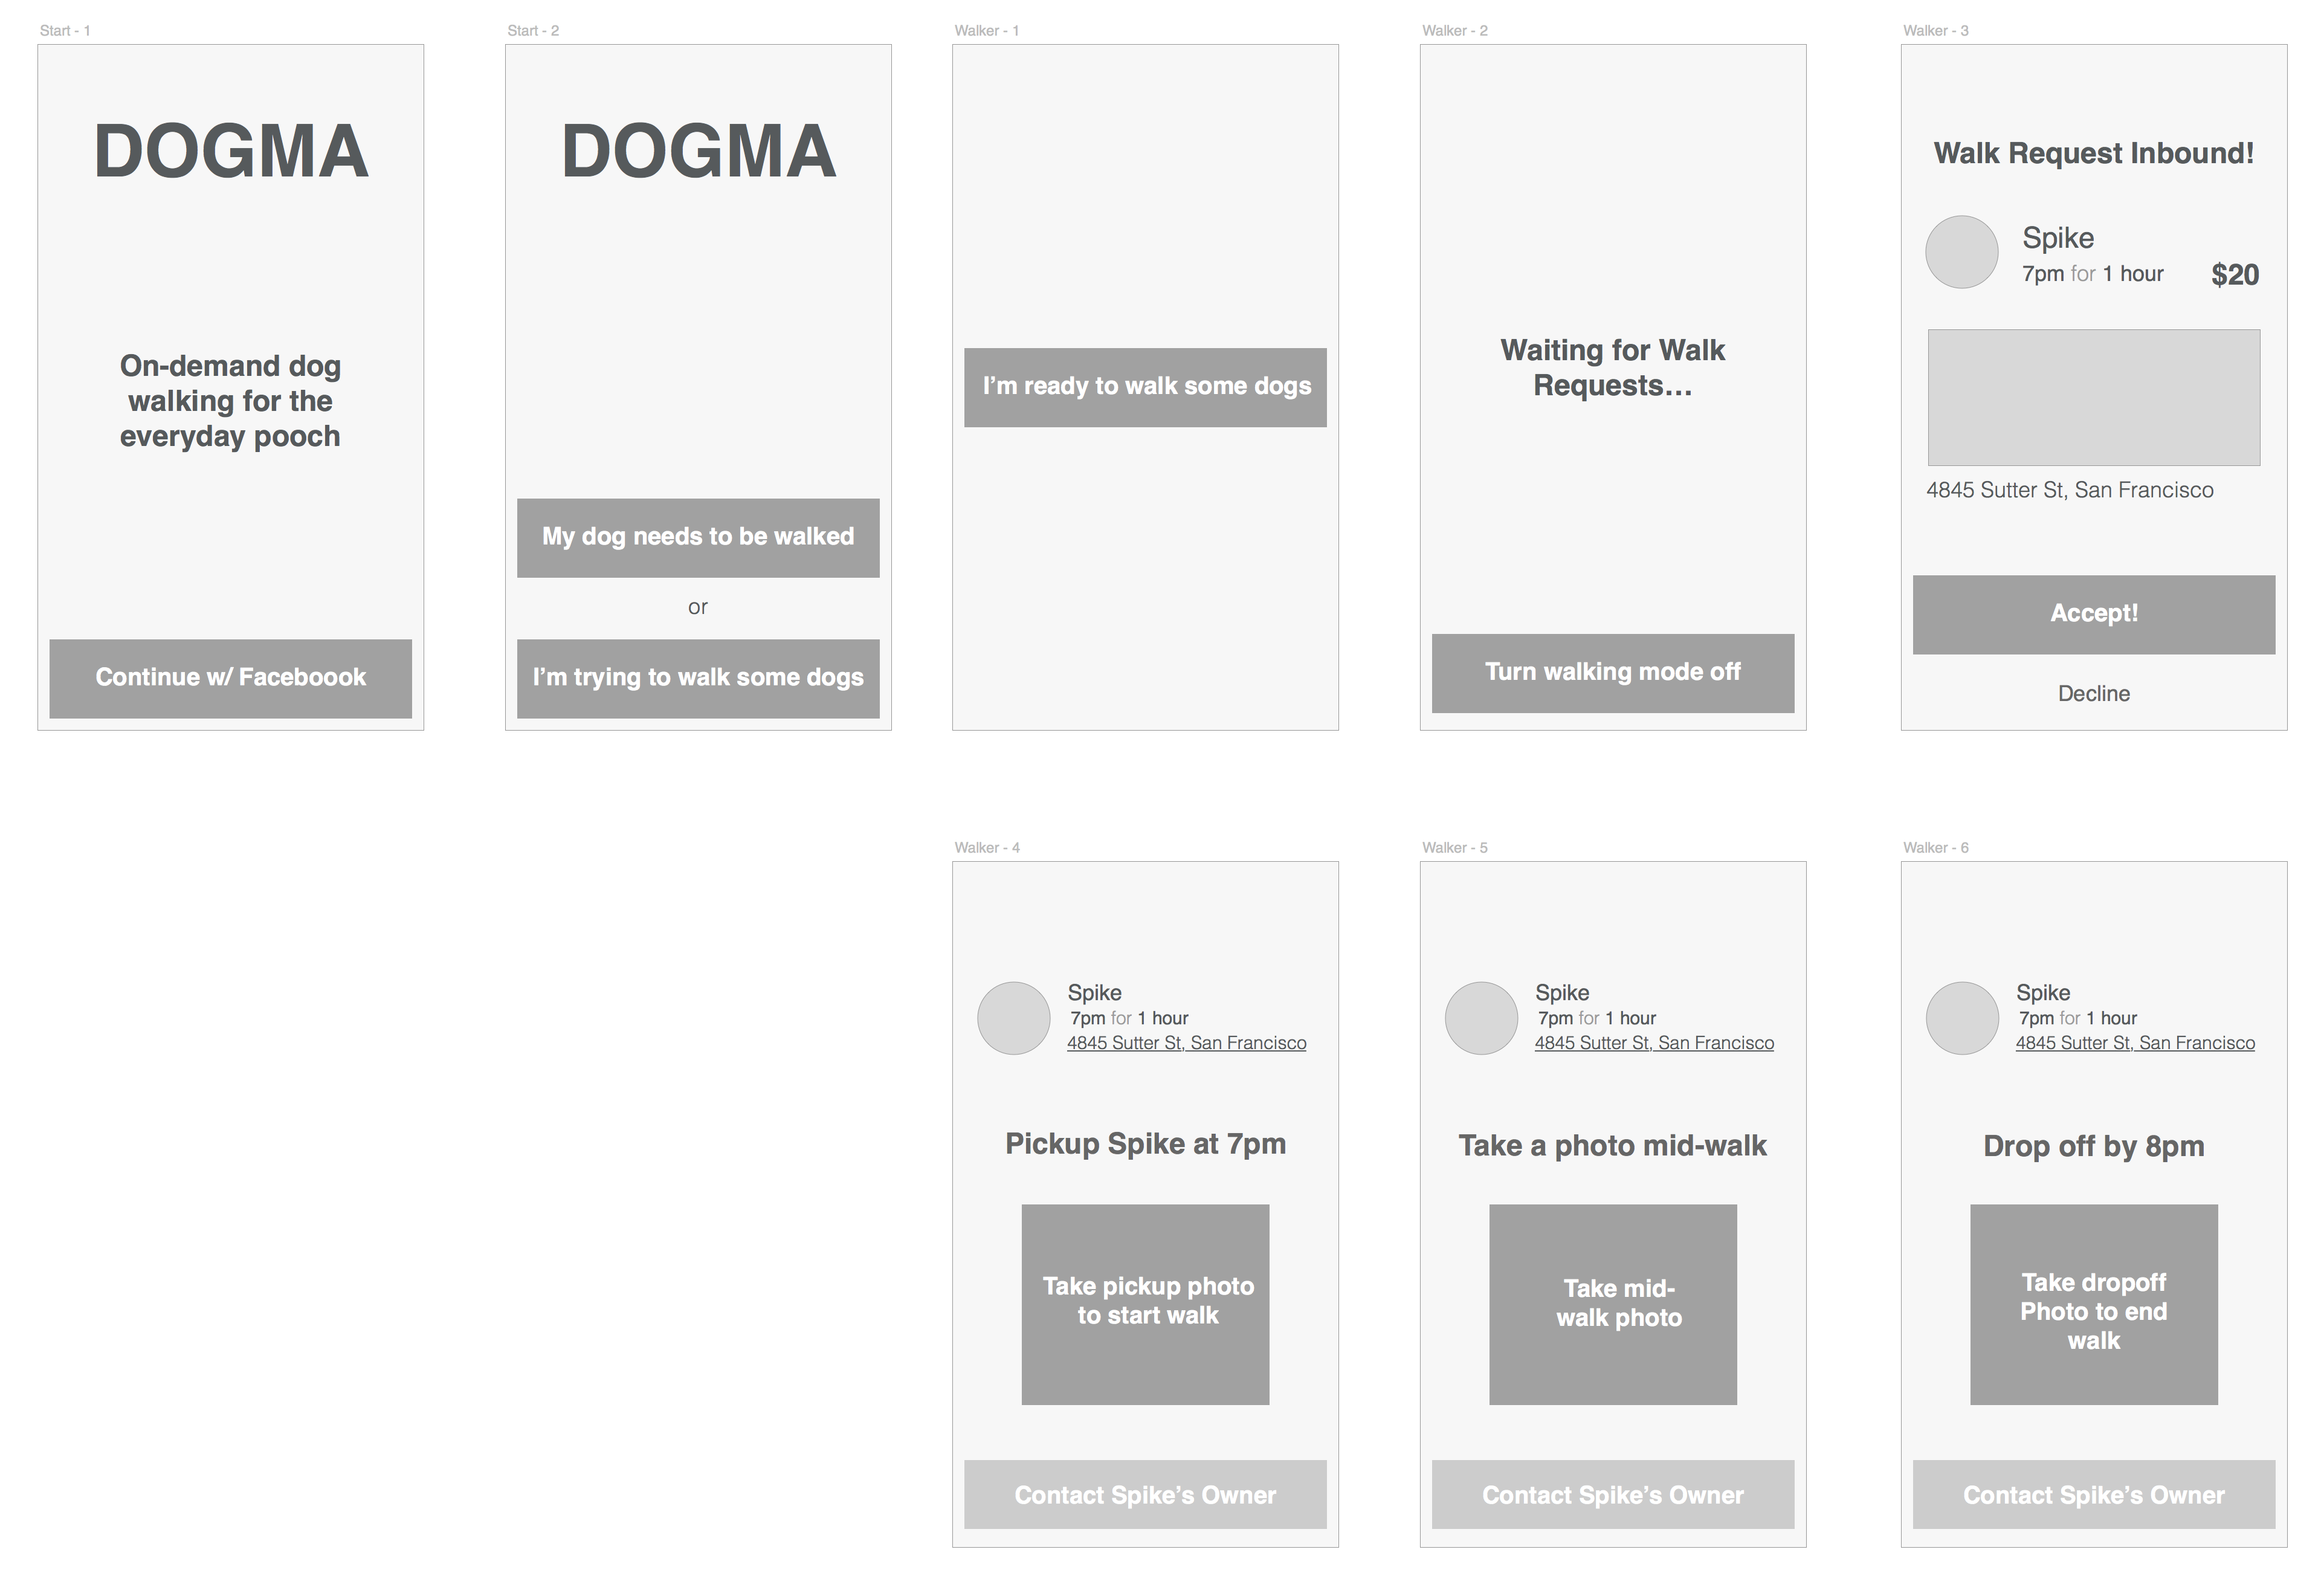 Start - 1
DOGMA
On-demand dog
walking for the
everyday pooch
Continue w/ Faceboook
Start - 2
DOGMA
My dog needs to be walked
or
I’m trying to walk some dogs
Walker - 1
I’m ready to walk some dogs
Walker - 2
Waiting for Walk
Requests…
Turn walking mode off
Walker - 3
Walk Request Inbound!
Spike
7pm for 1 hour $20
4845 Sutter St, San Francisco
Accept!
Decline
Walker - 4
Spike
7pm for 1 hour
4845 Sutter St, San Francisco
Pickup Spike at 7pm
Take pickup photo
to start walk
Contact Spike’s Owner
Walker - 5
Spike
7pm for 1 hour
4845 Sutter St, San Francisco
Take a photo mid-walk
Take mid-
walk photo
Contact Spike’s Owner
Walker - 6
Spike
7pm for 1 hour
4845 Sutter St, San Francisco
Drop off by 8pm
Take dropoff
Photo to end
walk
Contact Spike’s Owner